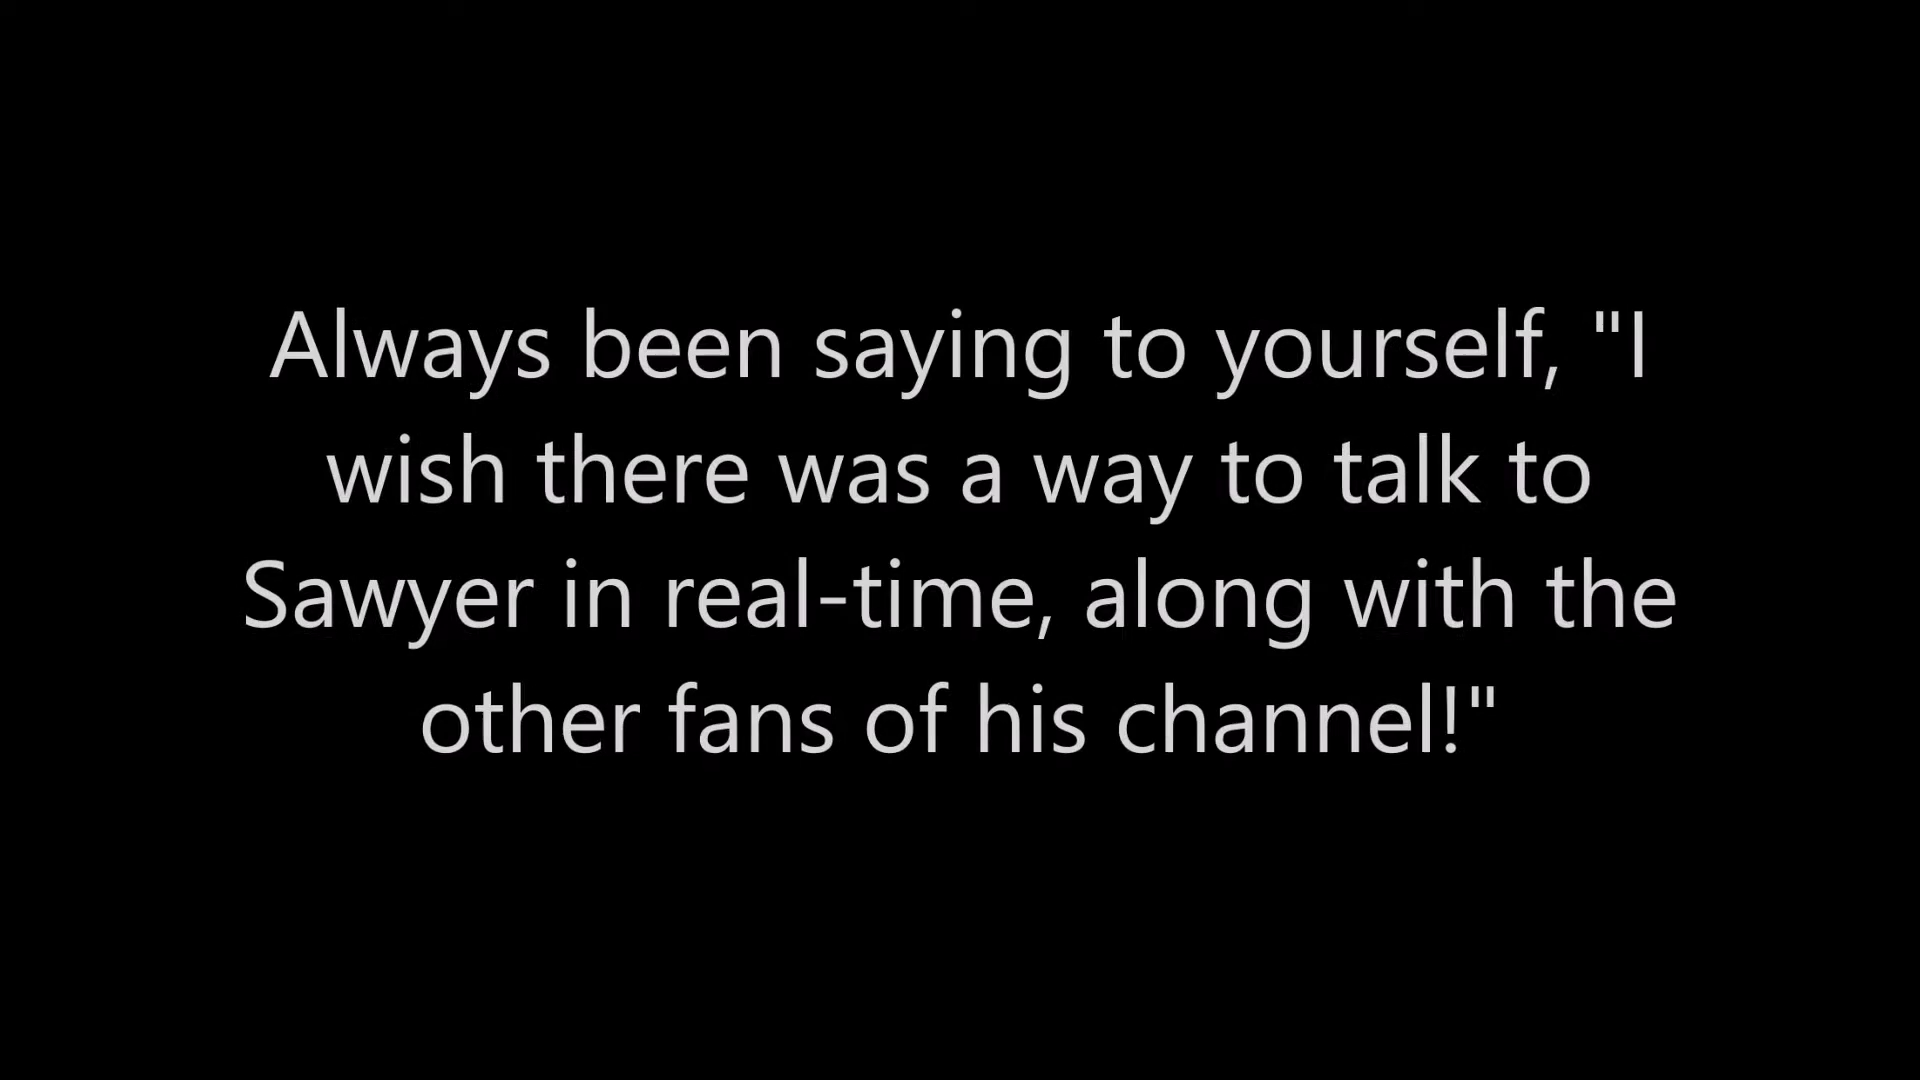 Always been saying to yourself, "I
wish there was a way to talk to
Sawyer in real-time, along with the
other fans of his channel!"